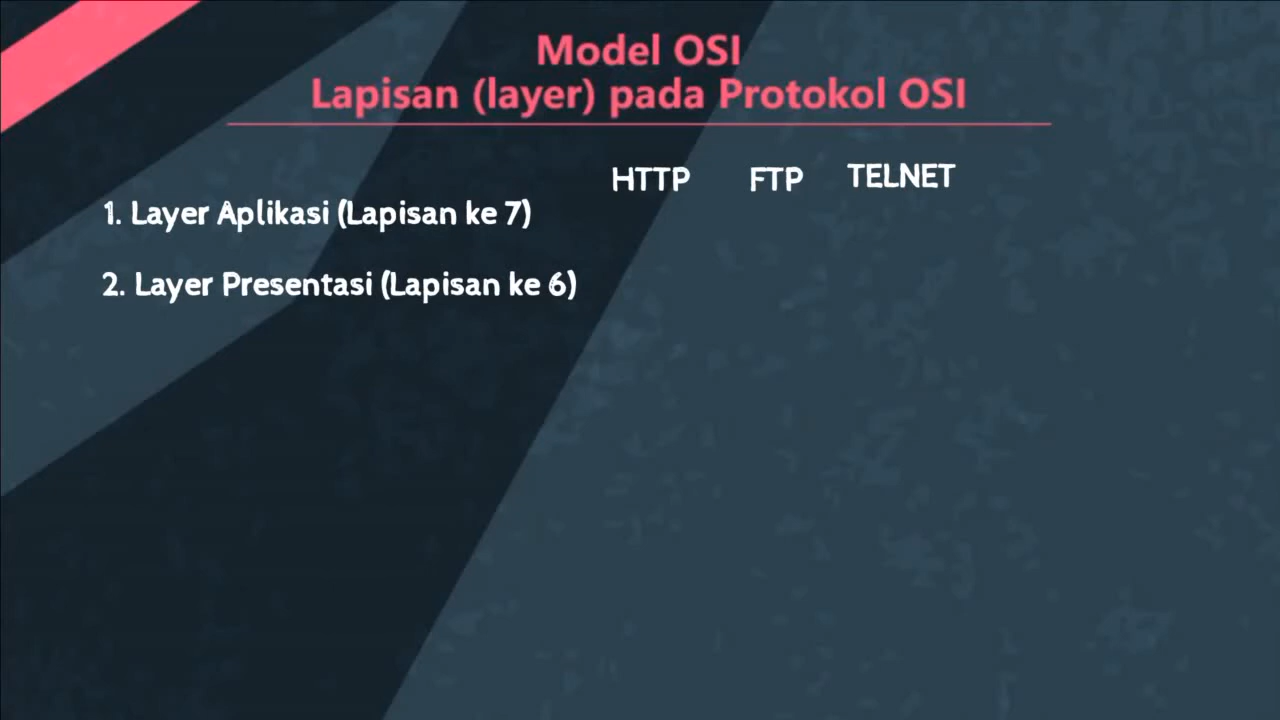 Model OSI
Lapisan (layer) pada Protokol OSI
HTTP FTP TELNET
1. Layer Aplikasi (Lapisan ke 7)
2. Layer Presentasi (Lapisan ke 6)